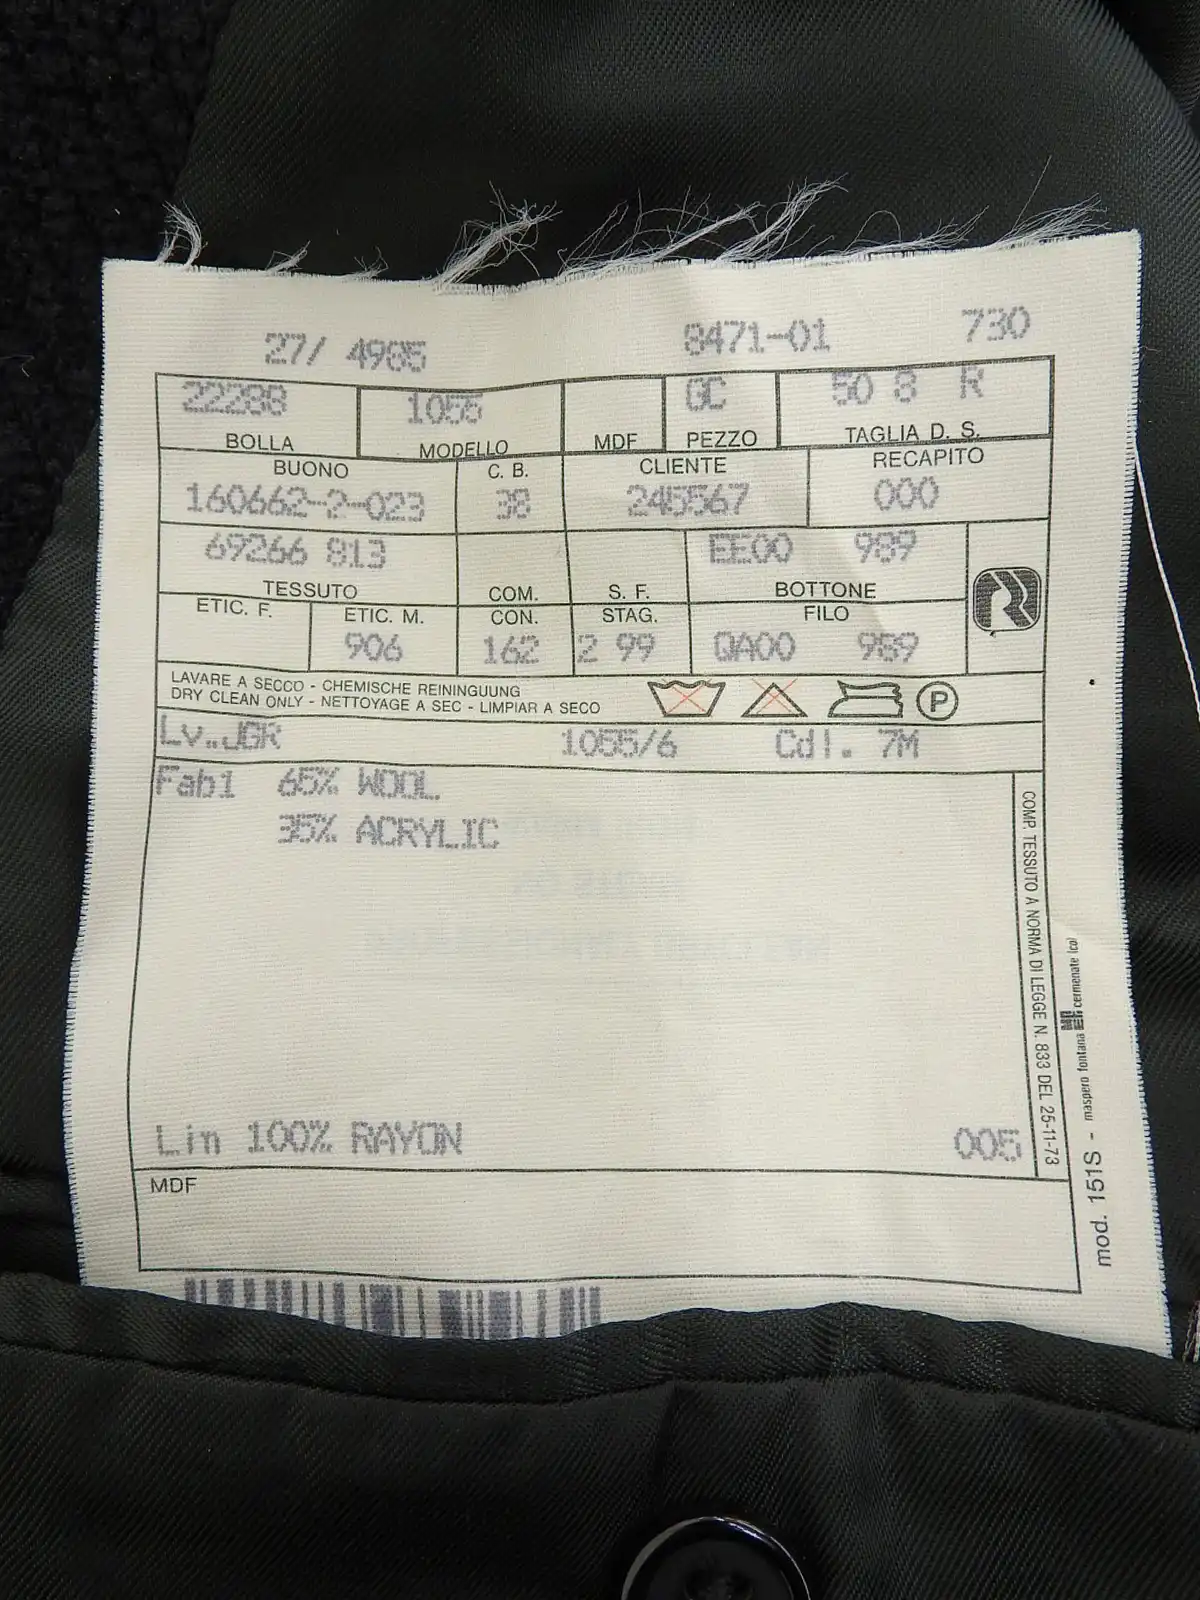 27/ 4985 8471-01 730
22288 1055 GC 50 8 R
BOLLA MODELLO MDF PEZZO TAGLIA D. S.
BUONO C. B. CLIENTE RECAPITO
160662-2-023 38 245567 000
69266 813 EE00 989
TESSUTO COM. S. F. BOTTONE
ETIC. F. ETIC. M. CON. STAG. FILO
906 162 2 99 QA00 989
LAVARE A SECCO - CHEMISCHE REININGUUNG
DRY CLEAN ONLY - NETTOYAGE A SEC - LIMPIAR A SECO
P
Lv..JGR 1055/6 Cdl. 7M
Fab1 65% WOOL
35% ACRYLIC
COMP. TESSUTO A NORMA DI LEGGE N. 833 DEL 25-11-73
Lin 100% RAYON 005
MDF
mod. 151S - maspero fontana cermenate (co)